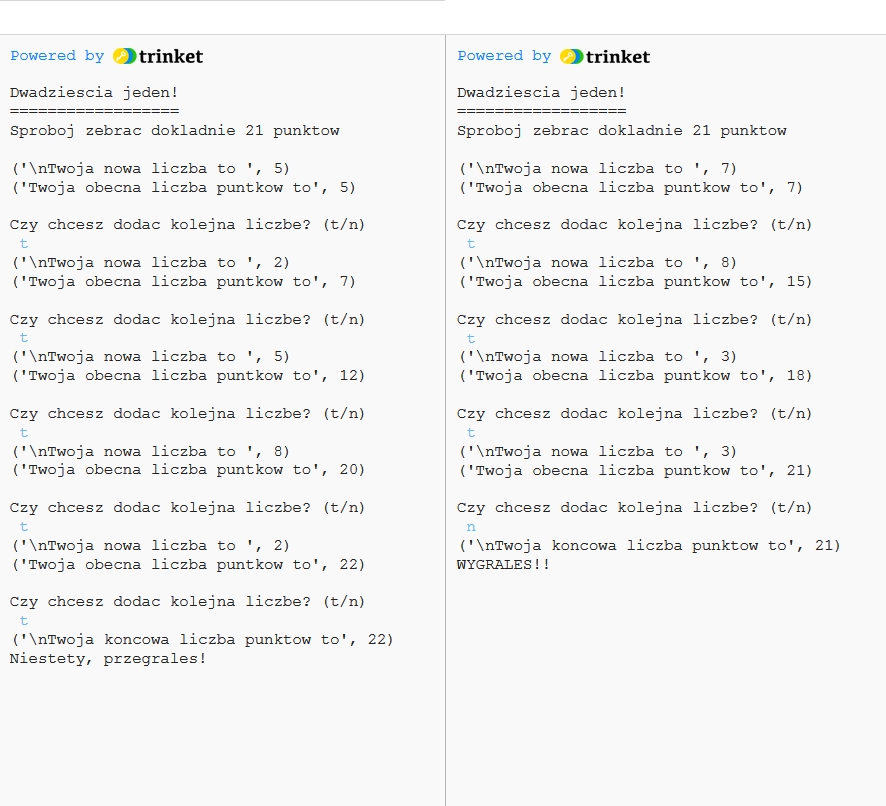 Powered by trinket
Dwadziescia jeden!
==================
Sproboj zebrac dokladnie 21 punktow
('\nTwoja nowa liczba to ', 5)
('Twoja obecna liczba puntkow to', 5)
Czy chcesz dodac kolejna liczbe? (t/n)
t
('\nTwoja nowa liczba to ', 2)
('Twoja obecna liczba puntkow to', 7)
Czy chcesz dodac kolejna liczbe? (t/n)
t
('\nTwoja nowa liczba to ', 5)
('Twoja obecna liczba puntkow to', 12)
Czy chcesz dodac kolejna liczbe? (t/n)
t
('\nTwoja nowa liczba to ', 8)
('Twoja obecna liczba puntkow to', 20)
Czy chcesz dodac kolejna liczbe? (t/n)
t
('\nTwoja nowa liczba to ', 2)
('Twoja obecna liczba puntkow to', 22)
Czy chcesz dodac kolejna liczbe? (t/n)
t
('\nTwoja koncowa liczba punktow to', 22)
Niestety, przegrales!
Powered by trinket
Dwadziescia jeden!
==================
Sproboj zebrac dokladnie 21 punktow
('\nTwoja nowa liczba to ', 7)
('Twoja obecna liczba puntkow to', 7)
Czy chcesz dodac kolejna liczbe? (t/n)
t
('\nTwoja nowa liczba to ', 8)
('Twoja obecna liczba puntkow to', 15)
Czy chcesz dodac kolejna liczbe? (t/n)
t
('\nTwoja nowa liczba to ', 3)
('Twoja obecna liczba puntkow to', 18)
Czy chcesz dodac kolejna liczbe? (t/n)
t
('\nTwoja nowa liczba to ', 3)
('Twoja obecna liczba puntkow to', 21)
Czy chcesz dodac kolejna liczbe? (t/n)
n
('\nTwoja koncowa liczba punktow to', 21)
WYGRALES!!